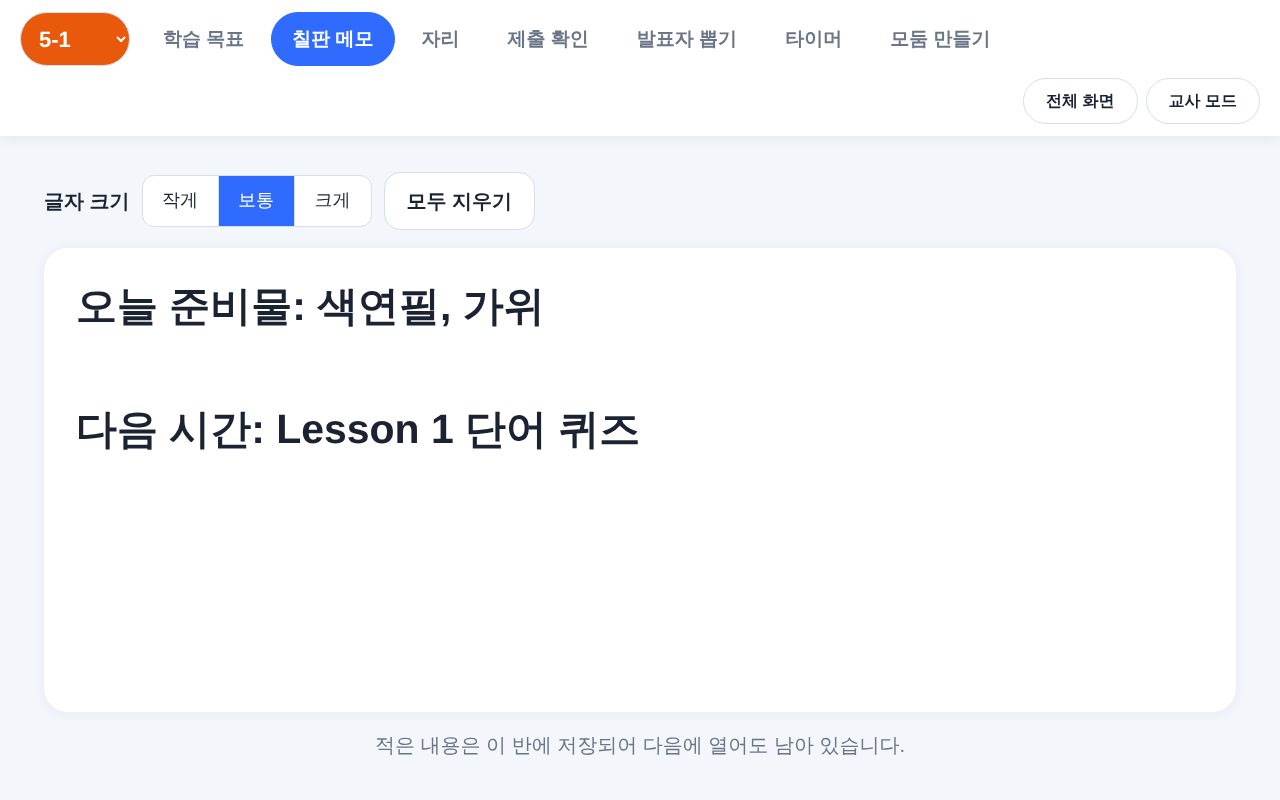 5-1 학습 목표 칠판 메모 자리 제출 확인 발표자 뽑기 타이머 모둠 만들기
전체 화면 교사 모드
글자 크기 작게 보통 크게 모두 지우기
오늘 준비물: 색연필, 가위
다음 시간: Lesson 1 단어 퀴즈
적은 내용은 이 반에 저장되어 다음에 열어도 남아 있습니다.